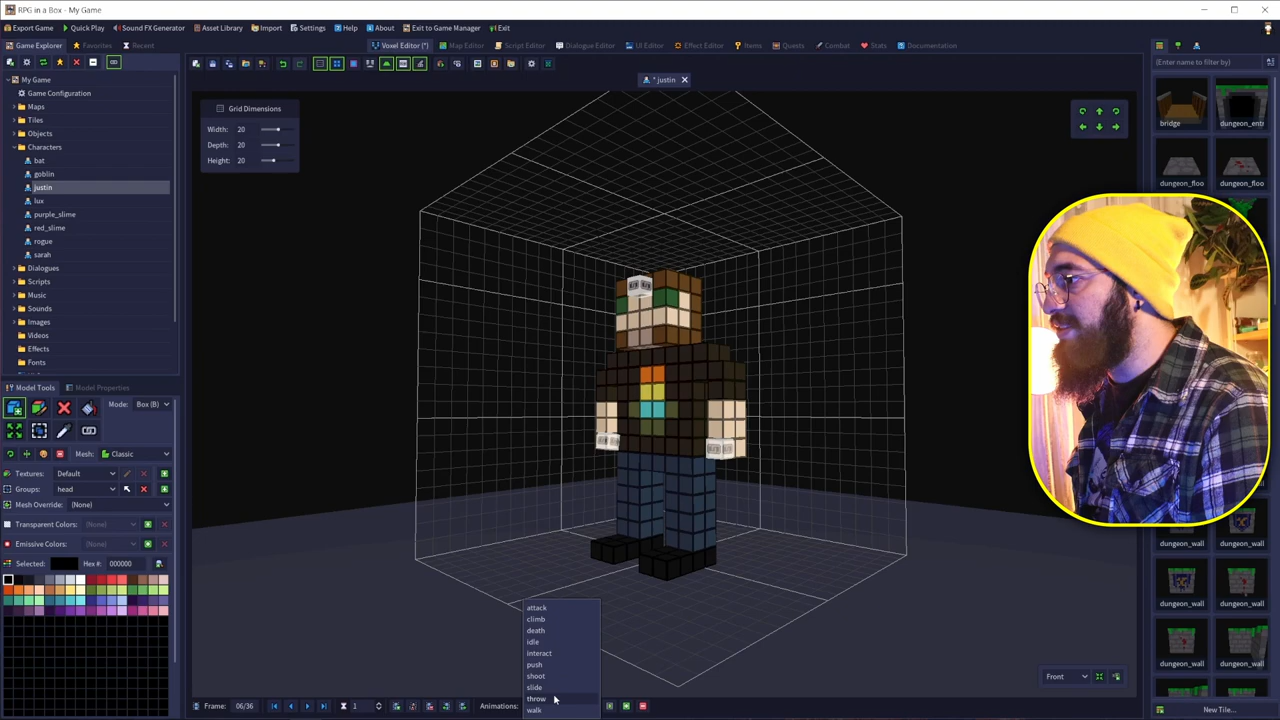 RPG in a Box - My Game
Export Game Quick Play Sound FX Generator Asset Library Import Settings Help About Exit to Game Manager Exit
Game Explorer Favorites Recent
Voxel Editor (*) Map Editor Script Editor Dialogue Editor UI Editor Effect Editor Items Quests Combat Stats Documentation
(Enter name to filter by)
* justin
My Game
Game Configuration
Maps
Tiles
Objects
Characters
bat
goblin
justin
lux
purple_slime
red_slime
rogue
sarah
Dialogues
Scripts
Music
Sounds
Images
Videos
Effects
Fonts
Grid Dimensions
Width: 20
Depth: 20
Height: 20
bridge
dungeon_entr
dungeon_floo
dungeon_floo
Model Tools Model Properties
Mode: Box (B)
Mesh: Classic
Textures: Default
Groups: head
Mesh Override: (None)
Transparent Colors: (None)
Emissive Colors: (None)
Selected: Hex #: 000000
dungeon_wall
dungeon_wall
dungeon_wall
dungeon_wall
dungeon_wall
dungeon_wall
attack
climb
death
idle
interact
push
shoot
slide
throw
walk
Front
Frame: 06/36
1
Animations:
New Tile...